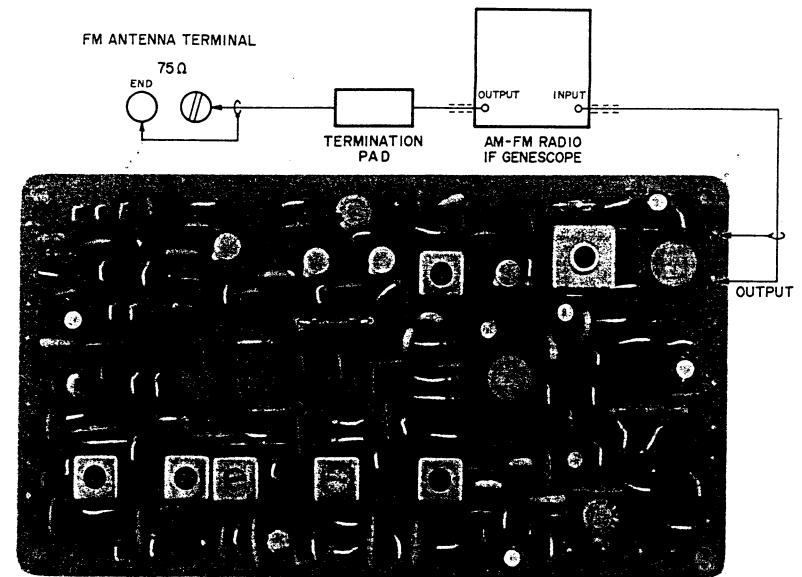 FM ANTENNA TERMINAL
75Ω
END
OUTPUT
INPUT
TERMINATION
PAD
AM-FM RADIO
IF GENESCOPE
OUTPUT